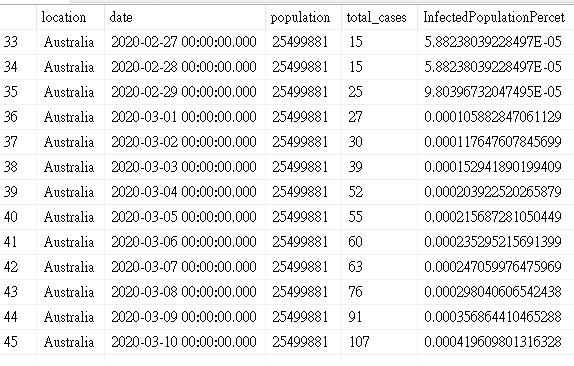 location date population total_cases InfectedPopulationPercet
33 Australia 2020-02-27 00:00:00.000 25499881 15 5.88238039228497E-05
34 Australia 2020-02-28 00:00:00.000 25499881 15 5.88238039228497E-05
35 Australia 2020-02-29 00:00:00.000 25499881 25 9.80396732047495E-05
36 Australia 2020-03-01 00:00:00.000 25499881 27 0.000105882847061129
37 Australia 2020-03-02 00:00:00.000 25499881 30 0.000117647607845699
38 Australia 2020-03-03 00:00:00.000 25499881 39 0.000152941890199409
39 Australia 2020-03-04 00:00:00.000 25499881 52 0.000203922520265879
40 Australia 2020-03-05 00:00:00.000 25499881 55 0.000215687281050449
41 Australia 2020-03-06 00:00:00.000 25499881 60 0.000235295215691399
42 Australia 2020-03-07 00:00:00.000 25499881 63 0.000247059976475969
43 Australia 2020-03-08 00:00:00.000 25499881 76 0.000298040606542438
44 Australia 2020-03-09 00:00:00.000 25499881 91 0.000356864410465288
45 Australia 2020-03-10 00:00:00.000 25499881 107 0.000419609801316328